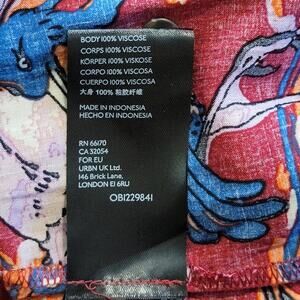 BODY 100% VISCOSE
CORPS 100% VISCOSE
KÖRPER 100% VISKOSE
CORPO 100% VISCOSA
CUERPO 100% VISCOSA
大身 100% 粘胶纤维
MADE IN INDONESIA
HECHO EN INDONESIA
RN 66170
CA 32054
FOR EU
URBN UK Ltd.
146 Brick Lane,
LONDON E1 6RU
OB1229841